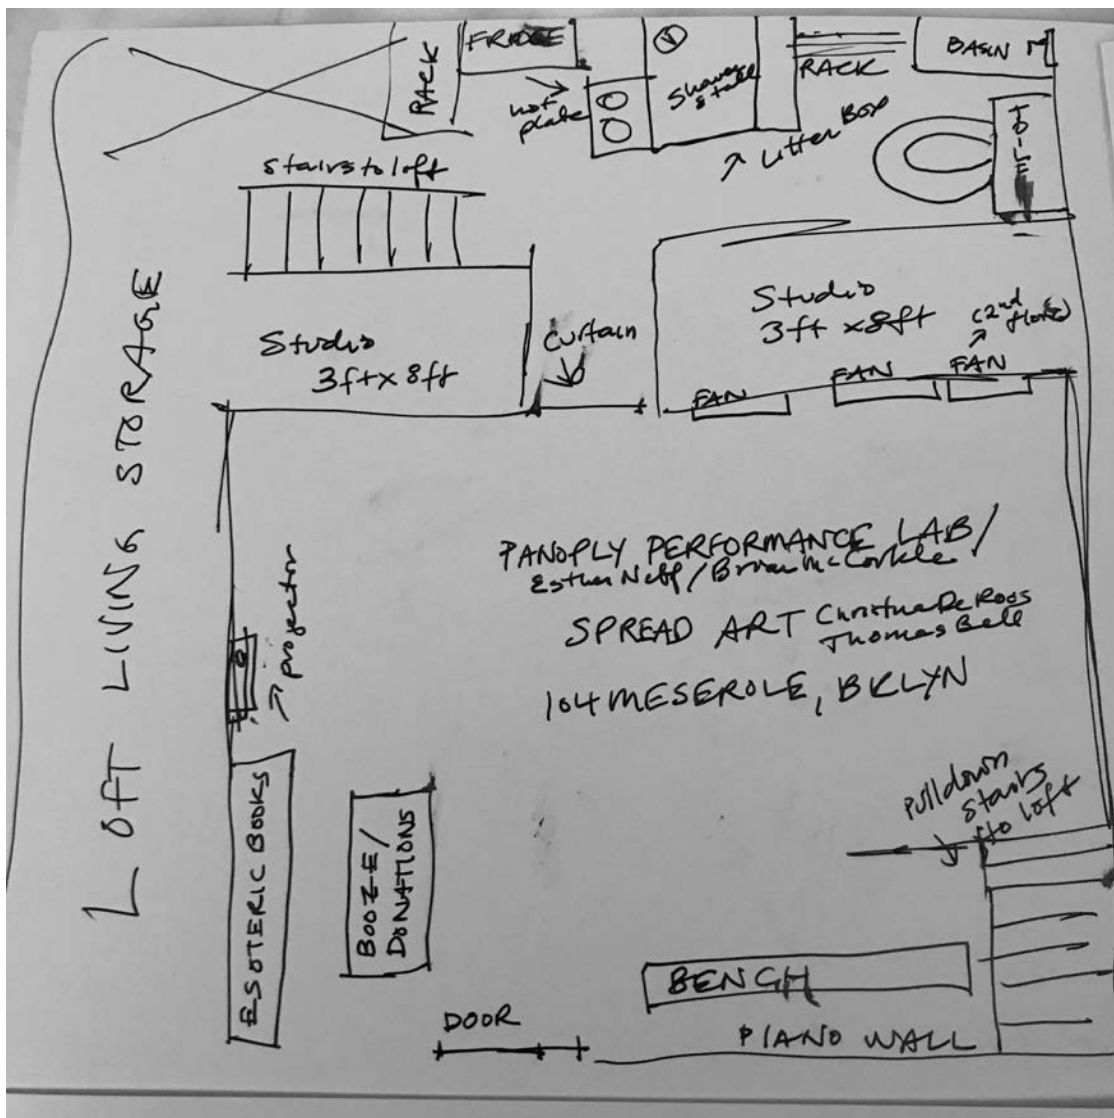 RACK
FRIDGE
hot
plate
Shower
stall
RACK
BASIN
Litter Box
TOILE
stairs to loft
Studio
3ft x 8ft
curtain
Studio
3ft x 8ft
(2nd
floor)
FAN
FAN
FAN
LOFT LIVING STORAGE
projector
PANOPLY PERFORMANCE LAB/
Esther Neff/Brian McCorkle
SPREAD ART Christina DeRoos
Thomas Bell
104 MESEROLE, BKLYN
pulldown
stairs
to loft
ESOTERIC BOOKS
BOOZE/
DONATIONS
BENCH
DOOR
PIANO WALL